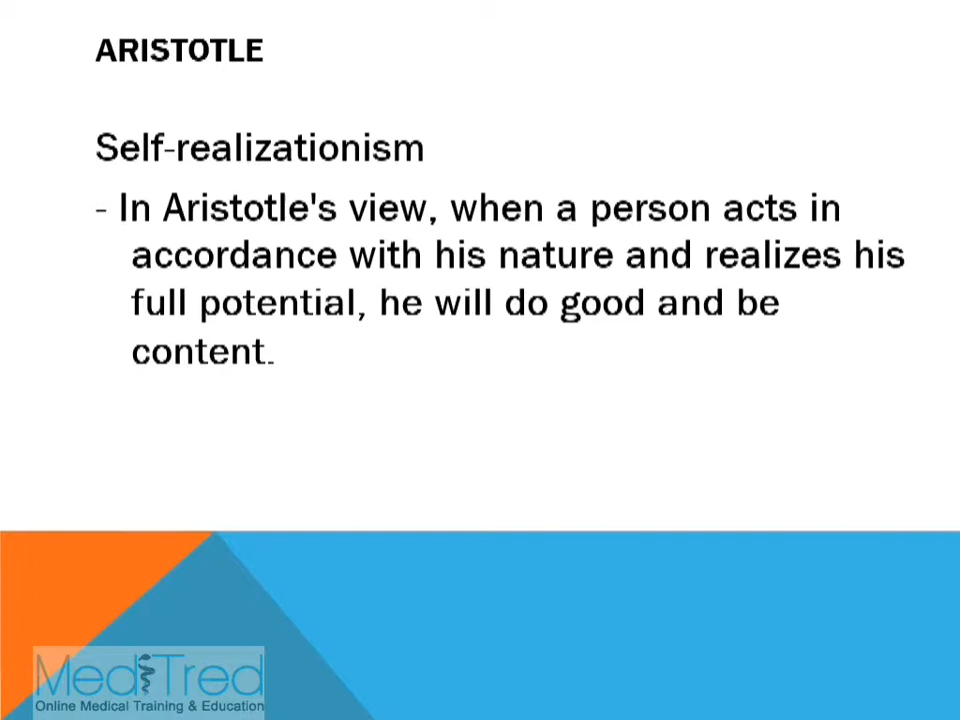 ARISTOTLE
Self-realizationism
- In Aristotle's view, when a person acts in
accordance with his nature and realizes his
full potential, he will do good and be
content.
MediTred
Online Medical Training & Education